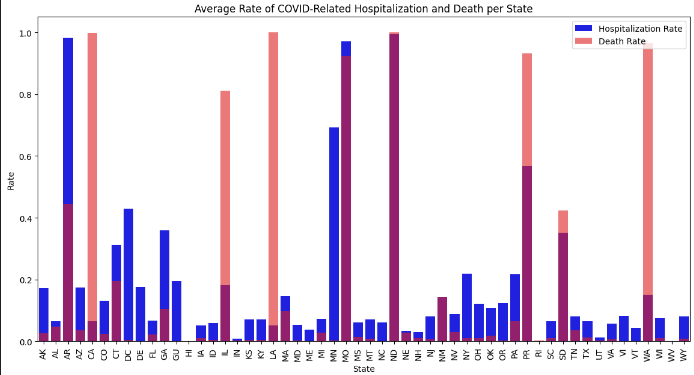 Average Rate of COVID-Related Hospitalization and Death per State
Hospitalization Rate
Death Rate
1.0
0.8
0.6
0.4
0.2
0.0
Rate
AK AL AR AZ CA CO CT DC DE FL GA GU HI IA ID IL IN KS KY LA MA MD ME MI MN MO MS MT NC ND NE NH NJ NM NV NY OH OK OR PA PR RI SC SD TN TX UT VA VI VT WA WI WV WY
State